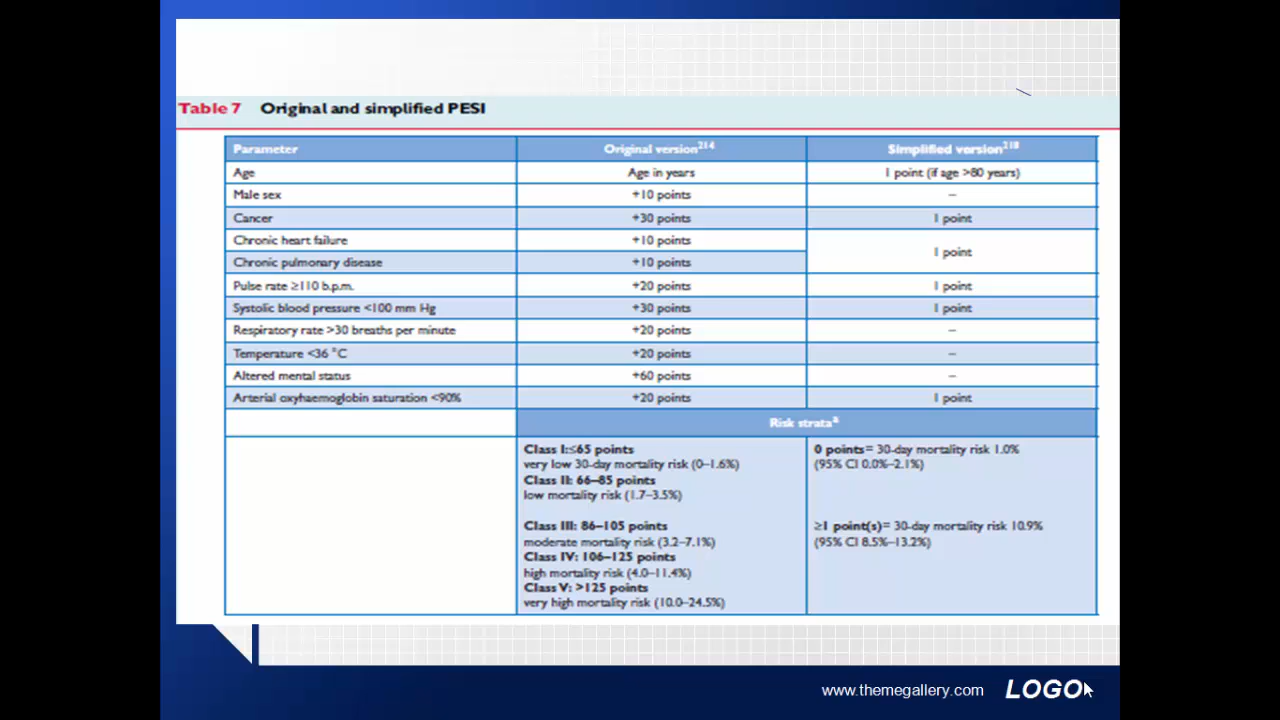 Table 7 Original and simplified PESI
Parameter Original version214 Simplified version218
Age Age in years 1 point (if age >80 years)
Male sex +10 points –
Cancer +30 points 1 point
Chronic heart failure +10 points
1 point
Chronic pulmonary disease +10 points
Pulse rate ≥110 b.p.m. +20 points 1 point
Systolic blood pressure <100 mm Hg +30 points 1 point
Respiratory rate >30 breaths per minute +20 points –
Temperature <36 °C +20 points –
Altered mental status +60 points –
Arterial oxyhaemoglobin saturation <90% +20 points 1 point
Risk strataa
Class I: ≤65 points
very low 30-day mortality risk (0–1.6%)
Class II: 66–85 points
low mortality risk (1.7–3.5%)
Class III: 86–105 points
moderate mortality risk (3.2–7.1%)
Class IV: 106–125 points
high mortality risk (4.0–11.4%)
Class V: >125 points
very high mortality risk (10.0–24.5%)
0 points= 30-day mortality risk 1.0%
(95% CI 0.0%–2.1%)
≥1 point(s)= 30-day mortality risk 10.9%
(95% CI 8.5%–13.2%)
www.themegallery.com LOGO